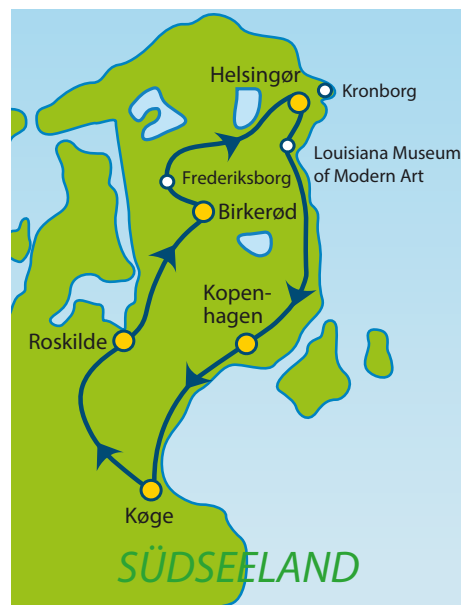 Helsingør
Kronborg
Louisiana Museum
of Modern Art
Frederiksborg
Birkerød
Kopen-
hagen
Roskilde
Køge
SÜDSEELAND